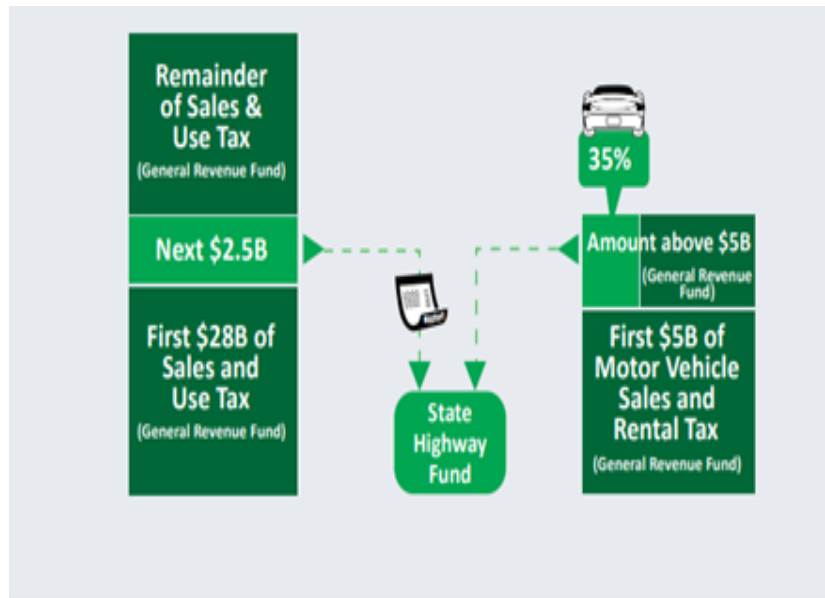 Remainder
of Sales &
Use Tax
(General Revenue Fund)
Next $2.5B
First $28B of
Sales and
Use Tax
(General Revenue Fund)
State
Highway
Fund
35%
Amount above $5B
(General Revenue
Fund)
First $5B of
Motor Vehicle
Sales and
Rental Tax
(General Revenue Fund)